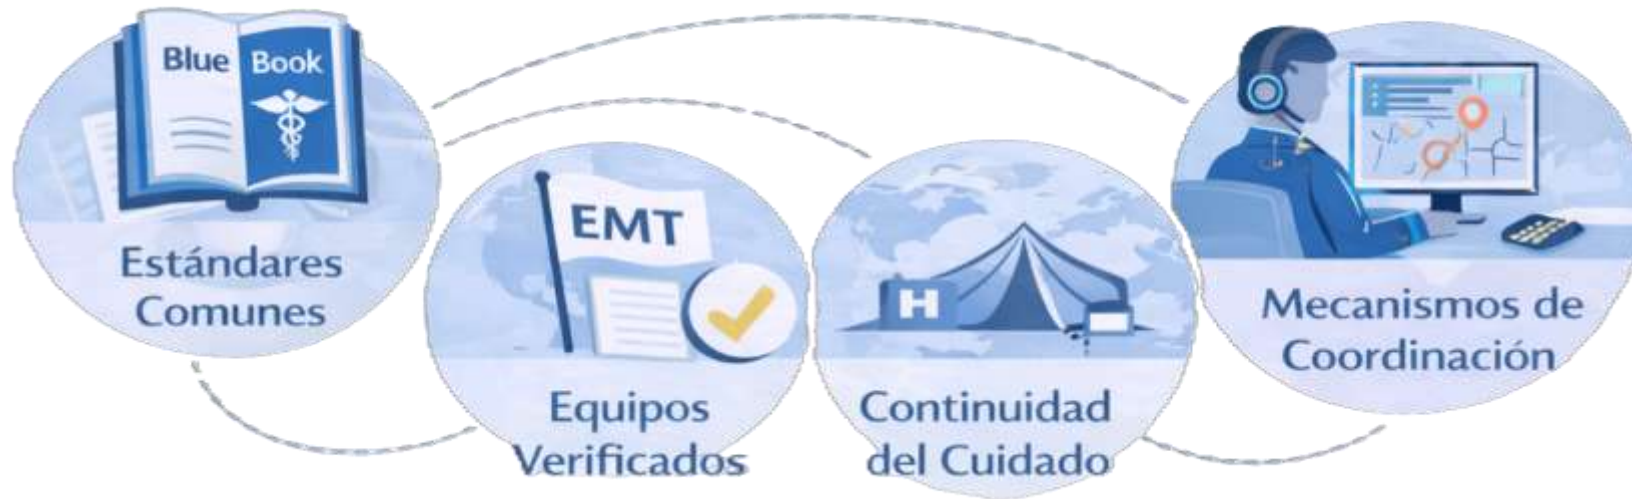 Blue Book
Estándares
Comunes
EMT
Equipos
Verificados
H
Continuidad
del Cuidado
Mecanismos de
Coordinación